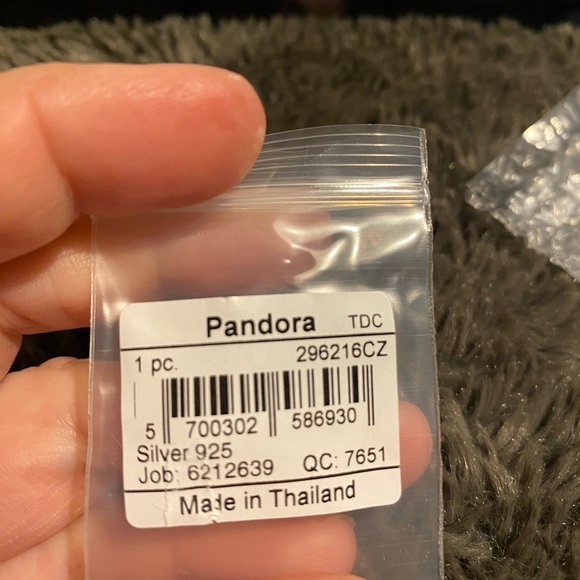 Pandora TDC
1 pc. 296216CZ
5 700302 586930
Silver 925
Job: 6212639 QC: 7651
Made in Thailand